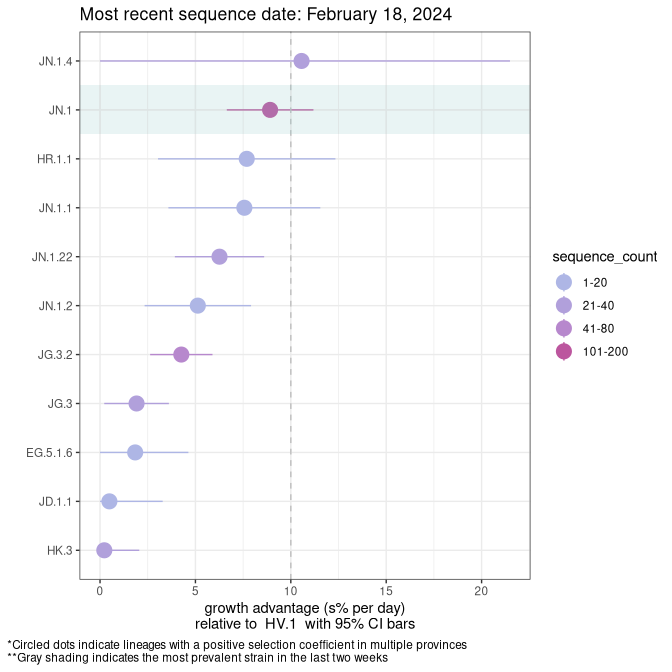 Most recent sequence date: February 18, 2024
JN.1.4
JN.1
HR.1.1
JN.1.1
JN.1.22
JN.1.2
JG.3.2
JG.3
EG.5.1.6
JD.1.1
HK.3
0 5 10 15 20
growth advantage (s% per day)
relative to  HV.1  with 95% CI bars
sequence_count
1-20
21-40
41-80
101-200
*Circled dots indicate lineages with a positive selection coefficient in multiple provinces
**Gray shading indicates the most prevalent strain in the last two weeks